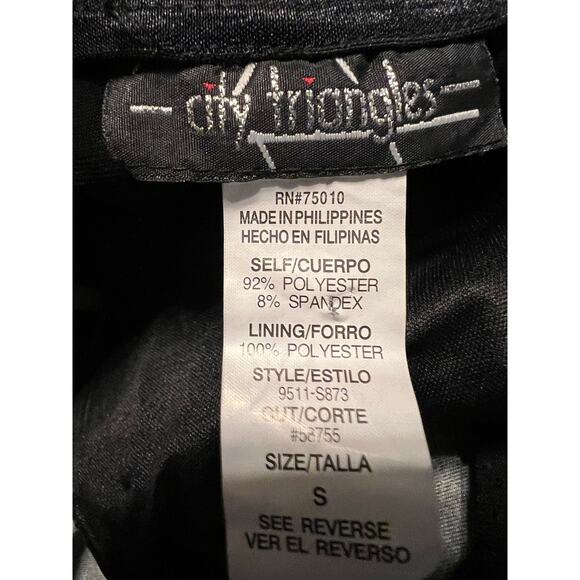 city triangles
RN#75010
MADE IN PHILIPPINES
HECHO EN FILIPINAS
SELF/CUERPO
92% POLYESTER
8% SPANDEX
LINING/FORRO
100% POLYESTER
STYLE/ESTILO
9511-S873
CUT/CORTE
#58755
SIZE/TALLA
S
SEE REVERSE
VER EL REVERSO